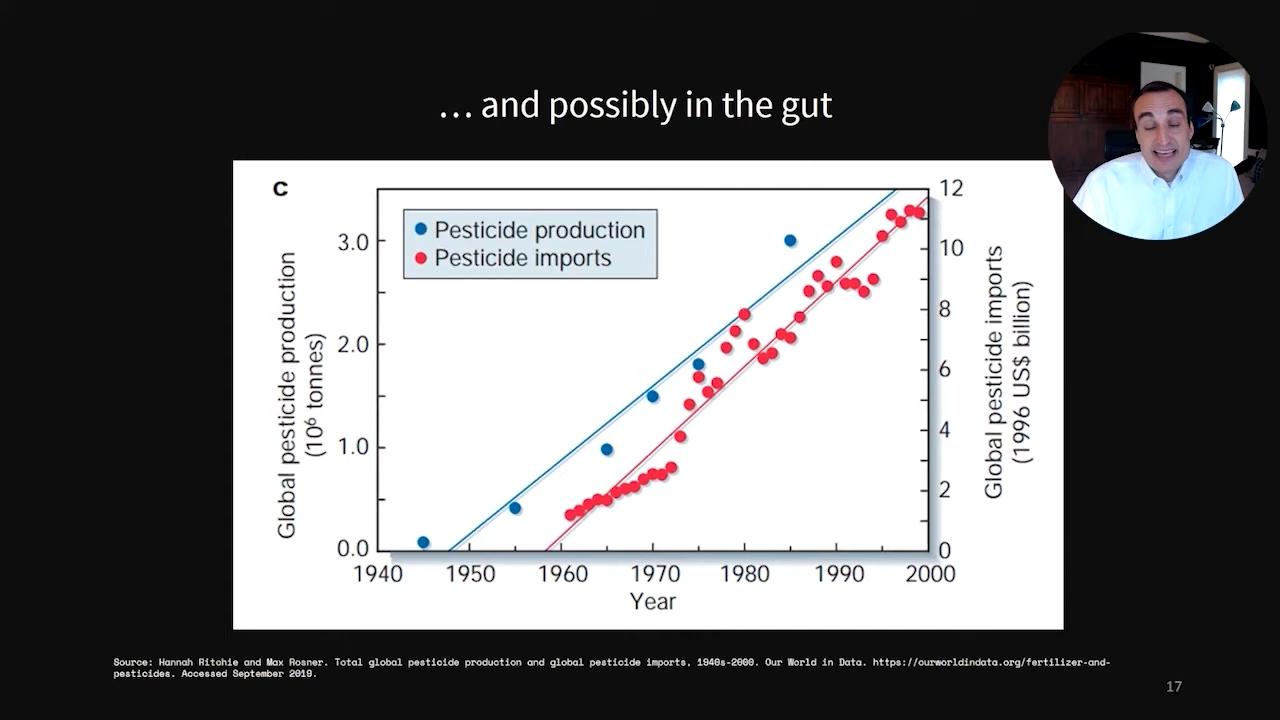 … and possibly in the gut
C
Pesticide production
Pesticide imports
Global pesticide production
(10⁶ tonnes)
3.0
2.0
1.0
0.0
12
10
8
6
4
2
0
Global pesticide imports
(1996 US$ billion)
1940 1950 1960 1970 1980 1990 2000
Year
Source: Hannah Ritchie and Max Rosner. Total global pesticide production and global pesticide imports, 1940s-2000. Our World in Data. https://ourworldindata.org/fertilizer-and-
pesticides. Accessed September 2019.
17